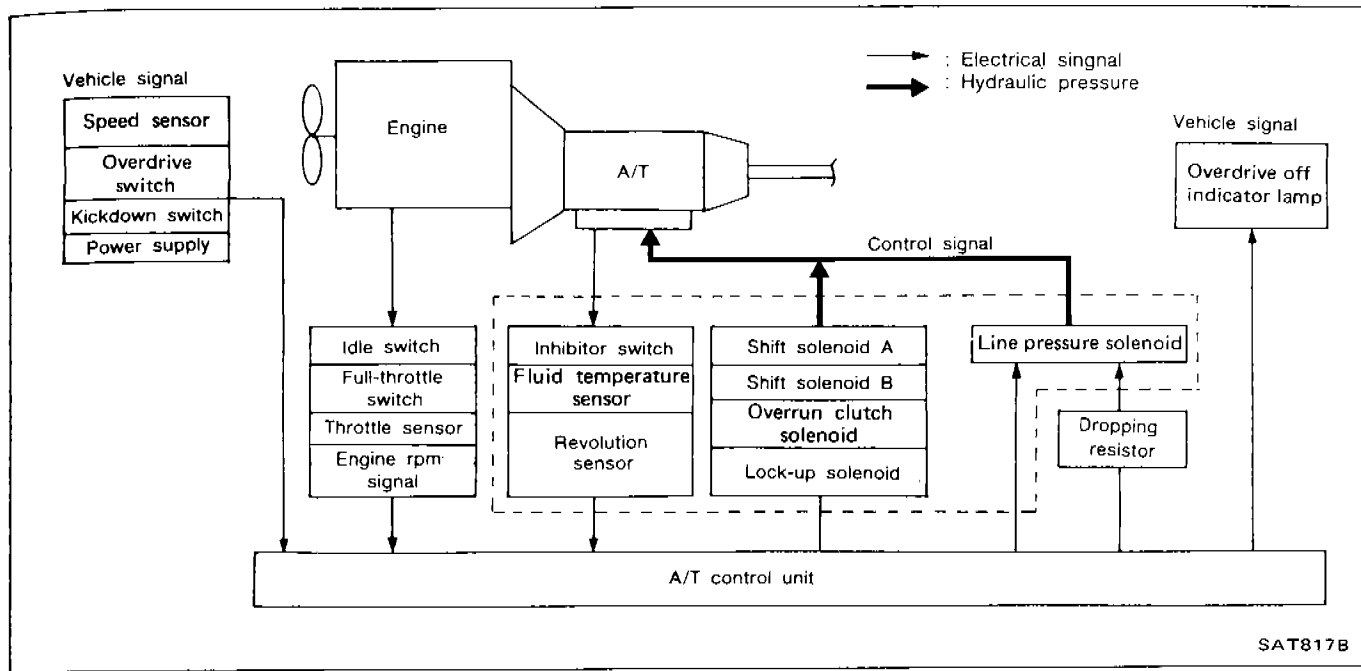 Vehicle signal
Speed sensor
Overdrive
switch
Kickdown switch
Power supply
Engine
A/T
: Electrical singnal
: Hydraulic pressure
Vehicle signal
Overdrive off
indicator lamp
Control signal
Idle switch
Full-throttle
switch
Throttle sensor
Engine rpm
signal
Inhibitor switch
Fluid temperature
sensor
Revolution
sensor
Shift solenoid A
Shift solenoid B
Overrun clutch
solenoid
Lock-up solenoid
Line pressure solenoid
Dropping
resistor
A/T control unit
SAT817B